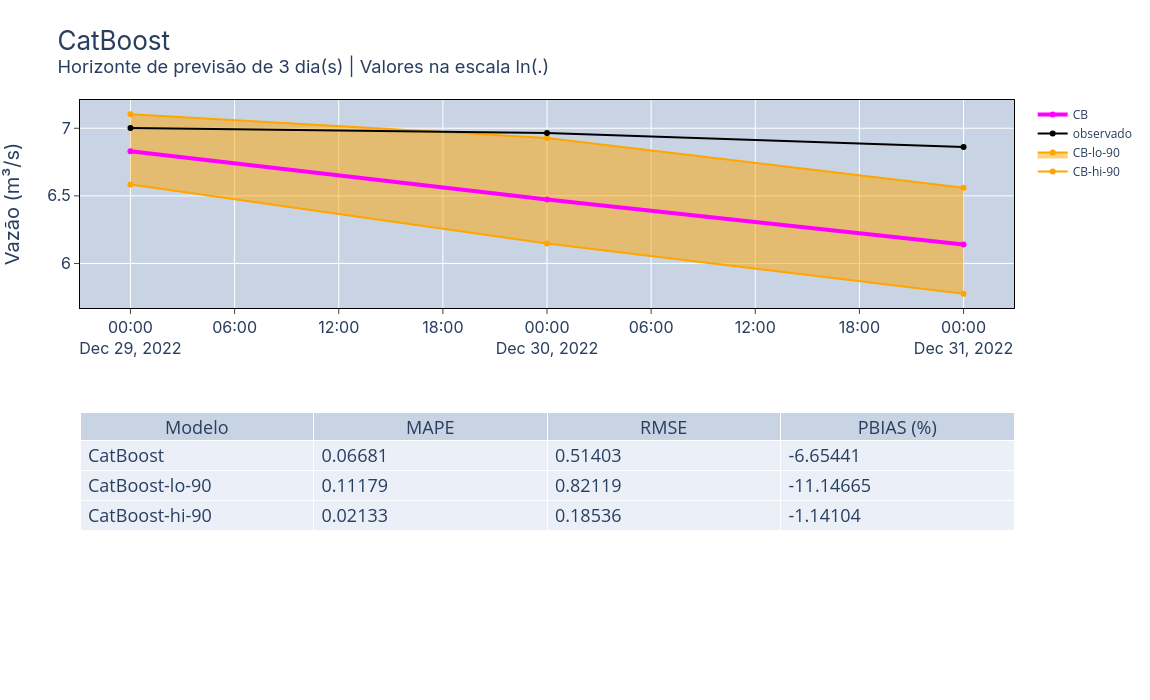 CatBoost
Horizonte de previsão de 3 dia(s) | Valores na escala ln(.)
Vazão (m³/s)
7
6.5
6
00:00 06:00 12:00 18:00 00:00 06:00 12:00 18:00 00:00
Dec 29, 2022 Dec 30, 2022 Dec 31, 2022
CB
observado
CB-lo-90
CB-hi-90
Modelo MAPE RMSE PBIAS (%)
CatBoost 0.06681 0.51403 -6.65441
CatBoost-lo-90 0.11179 0.82119 -11.14665
CatBoost-hi-90 0.02133 0.18536 -1.14104